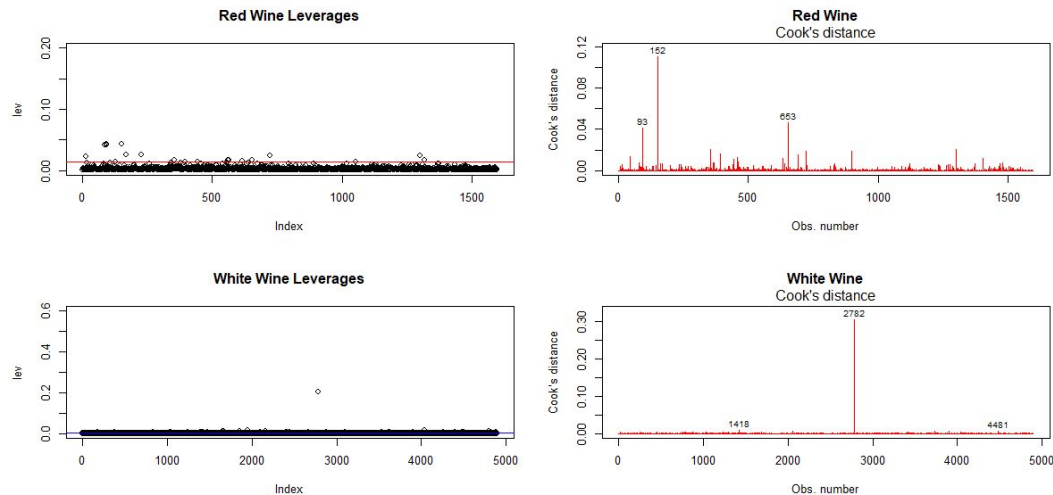 Red Wine Leverages
0.20
0.10
0.00
lev
0
500
1000
1500
Index
Red Wine
Cook's distance
0.12
0.08
0.04
0.00
Cook's distance
152
93
653
0
500
1000
1500
Obs. number
White Wine Leverages
0.6
0.4
0.2
0.0
lev
0
1000
2000
3000
4000
5000
Index
White Wine
Cook's distance
0.30
0.20
0.10
0.00
Cook's distance
2782
1418
4481
0
1000
2000
3000
4000
5000
Obs. number